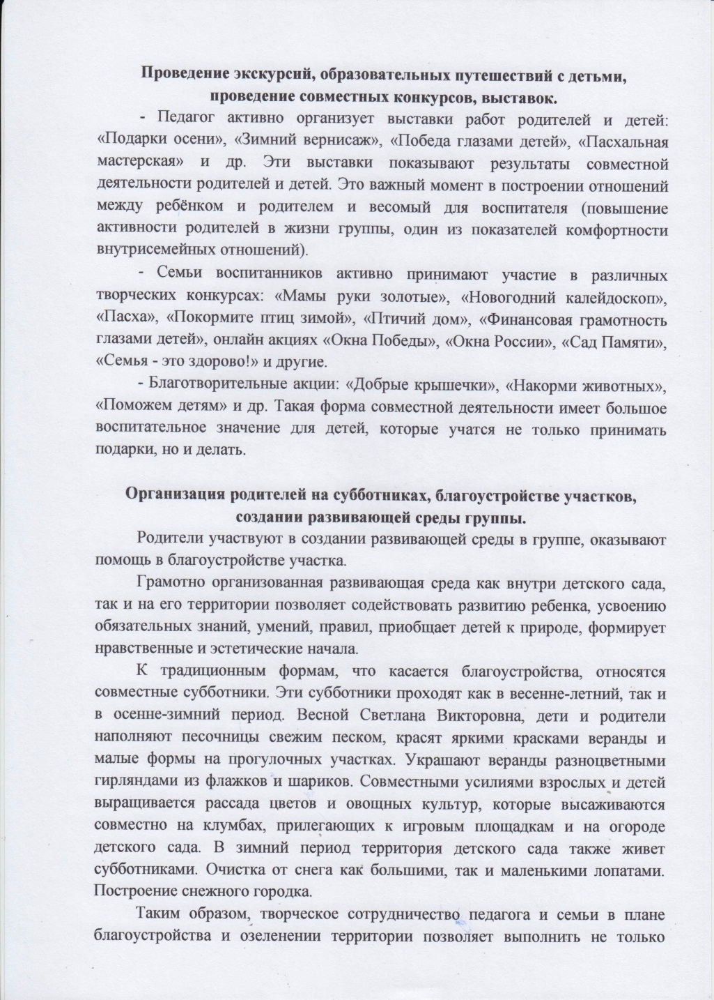 Проведение экскурсий, образовательных путешествий с детьми,
проведение совместных конкурсов, выставок.
- Педагог активно организует выставки работ родителей и детей:
«Подарки осени», «Зимний вернисаж», «Победа глазами детей», «Пасхальная
мастерская» и др. Эти выставки показывают результаты совместной
деятельности родителей и детей. Это важный момент в построении отношений
между ребёнком и родителем и весомый для воспитателя (повышение
активности родителей в жизни группы, один из показателей комфортности
внутрисемейных отношений).
- Семьи воспитанников активно принимают участие в различных
творческих конкурсах: «Мамы руки золотые», «Новогодний калейдоскоп»,
«Пасха», «Покормите птиц зимой», «Птичий дом», «Финансовая грамотность
глазами детей», онлайн акциях «Окна Победы», «Окна России», «Сад Памяти»,
«Семья - это здорово!» и другие.
- Благотворительные акции: «Добрые крышечки», «Накорми животных»,
«Поможем детям» и др. Такая форма совместной деятельности имеет большое
воспитательное значение для детей, которые учатся не только принимать
подарки, но и делать.
Организация родителей на субботниках, благоустройстве участков,
создании развивающей среды группы.
Родители участвуют в создании развивающей среды в группе, оказывают
помощь в благоустройстве участка.
Грамотно организованная развивающая среда как внутри детского сада,
так и на его территории позволяет содействовать развитию ребенка, усвоению
обязательных знаний, умений, правил, приобщает детей к природе, формирует
нравственные и эстетические начала.
К традиционным формам, что касается благоустройства, относятся
совместные субботники. Эти субботники проходят как в весенне-летний, так и
в осенне-зимний период. Весной Светлана Викторовна, дети и родители
наполняют песочницы свежим песком, красят яркими красками веранды и
малые формы на прогулочных участках. Украшают веранды разноцветными
гирляндами из флажков и шариков. Совместными усилиями взрослых и детей
выращивается рассада цветов и овощных культур, которые высаживаются
совместно на клумбах, прилегающих к игровым площадкам и на огороде
детского сада. В зимний период территория детского сада также живет
субботниками. Очистка от снега как большими, так и маленькими лопатами.
Построение снежного городка.
Таким образом, творческое сотрудничество педагога и семьи в плане
благоустройства и озеленении территории позволяет выполнить не только